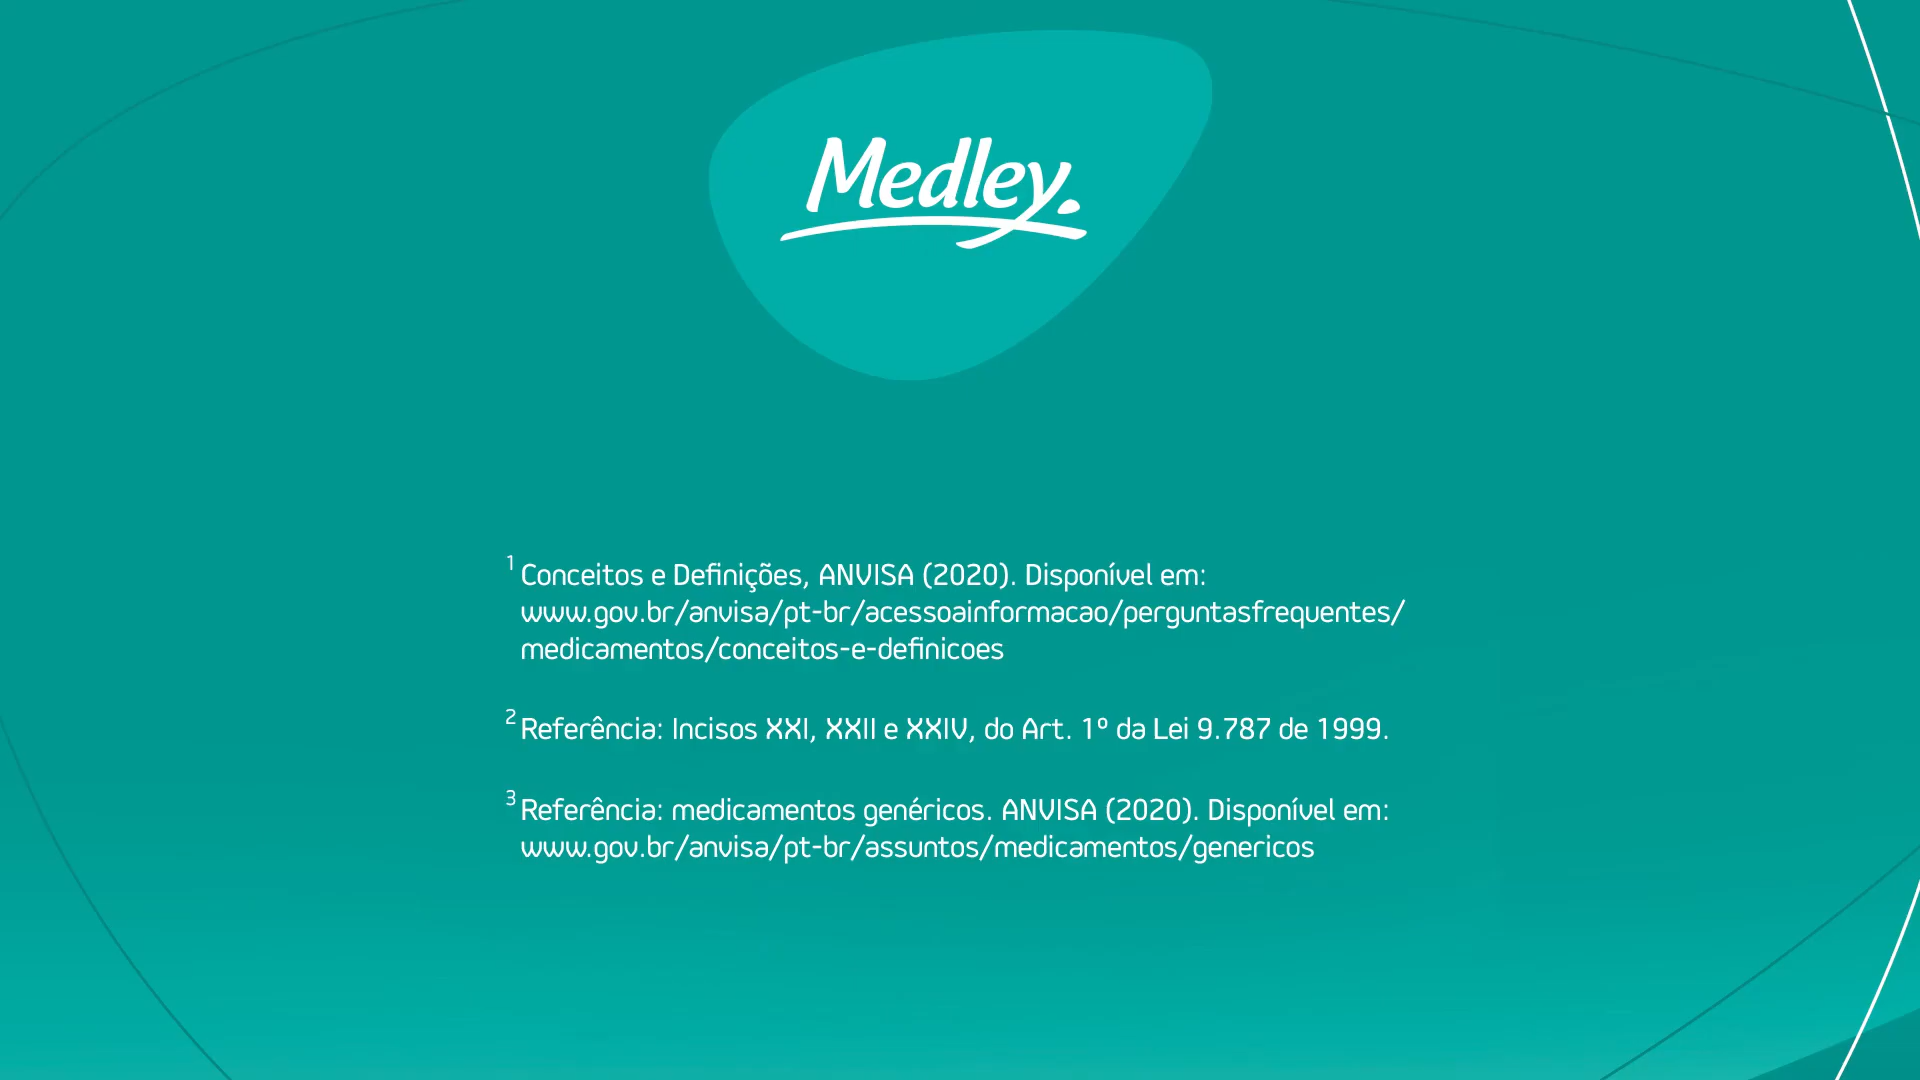 Medley.
1 Conceitos e Definições, ANVISA (2020). Disponível em:
www.gov.br/anvisa/pt-br/acessoainformacao/perguntasfrequentes/
medicamentos/conceitos-e-definicoes
2 Referência: Incisos XXI, XXII e XXIV, do Art. 1º da Lei 9.787 de 1999.
3 Referência: medicamentos genéricos. ANVISA (2020). Disponível em:
www.gov.br/anvisa/pt-br/assuntos/medicamentos/genericos